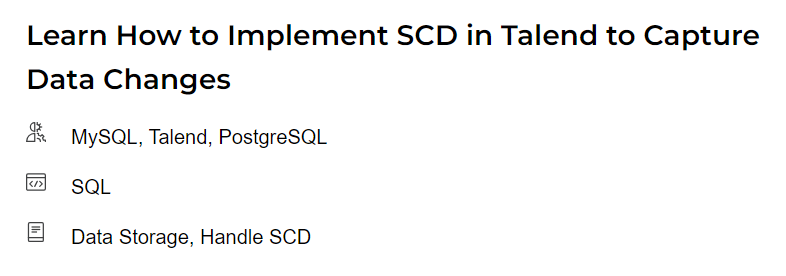 Learn How to Implement SCD in Talend to Capture
Data Changes
MySQL, Talend, PostgreSQL
SQL
Data Storage, Handle SCD